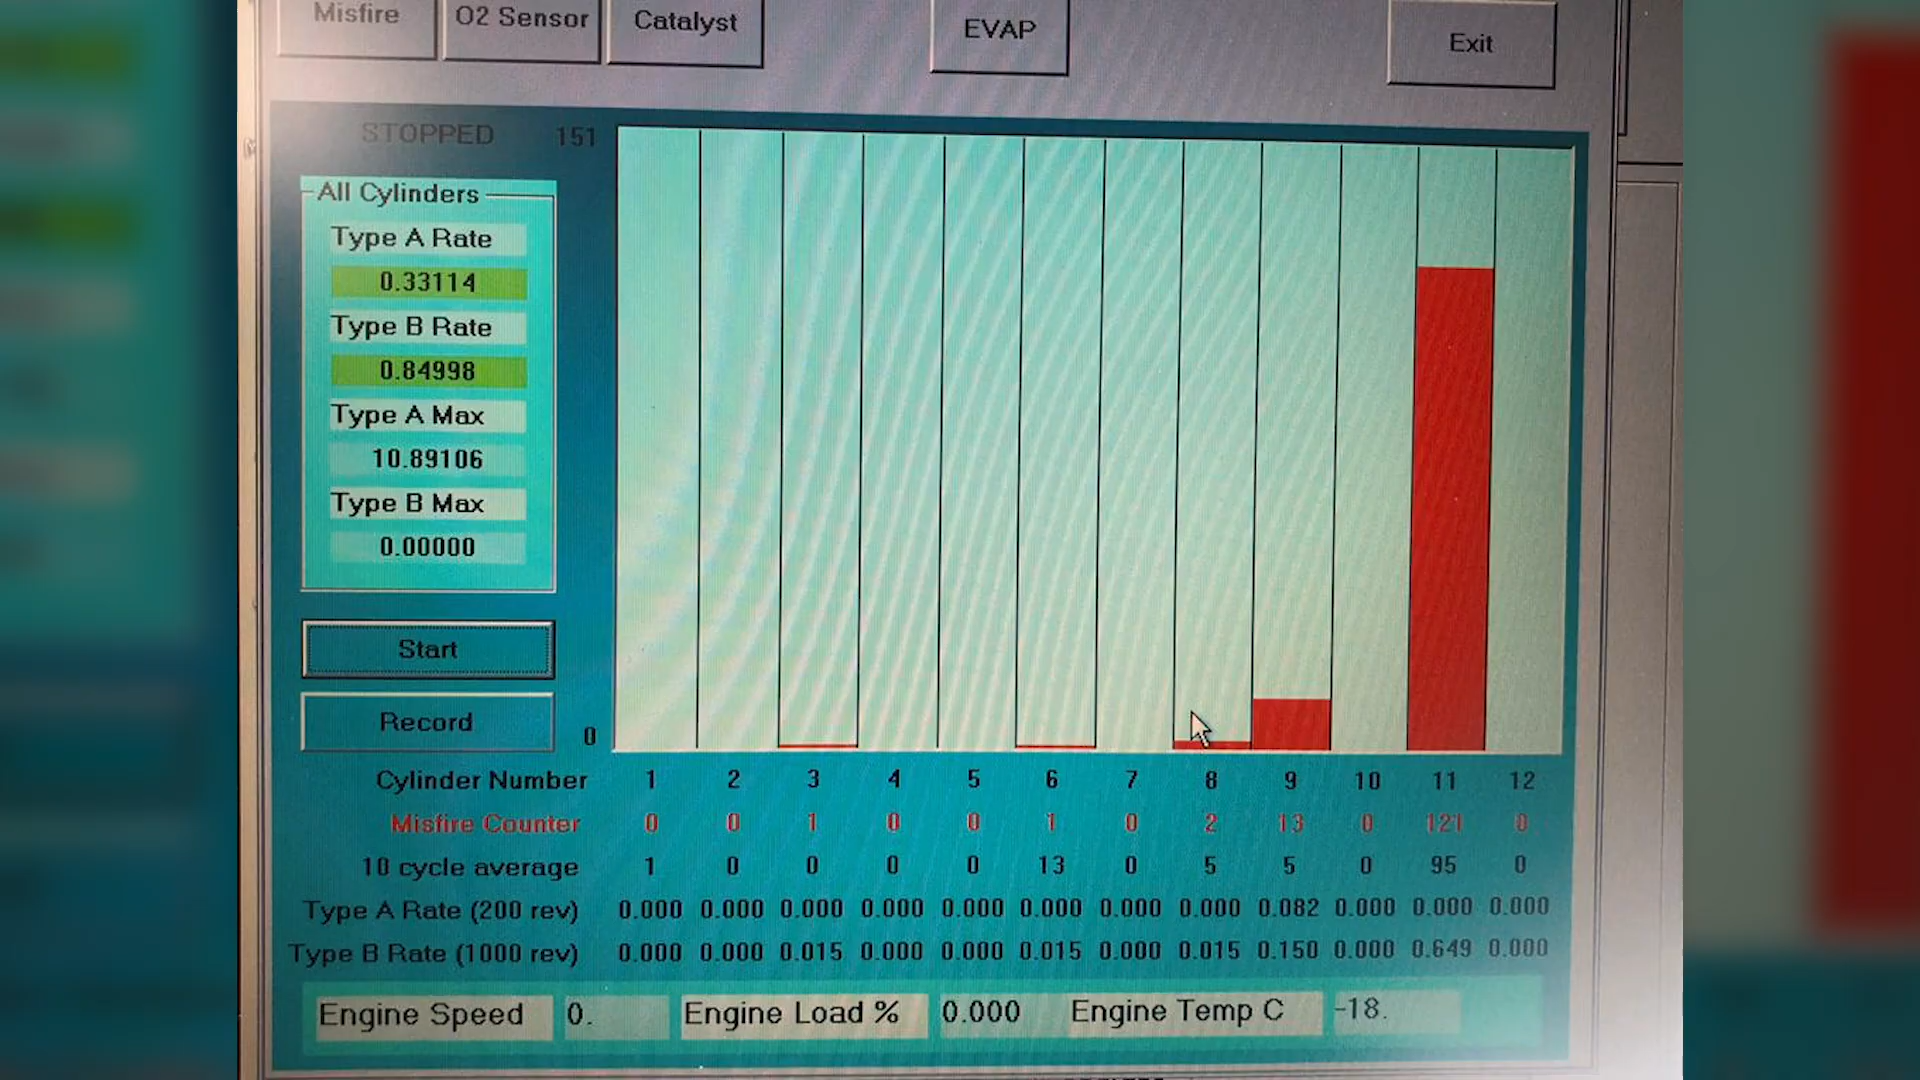 Misfire O2 Sensor Catalyst EVAP Exit
STOPPED 151
All Cylinders
Type A Rate
0.33114
Type B Rate
0.84998
Type A Max
10.89106
Type B Max
0.00000
Start
Record
0
Cylinder Number 1 2 3 4 5 6 7 8 9 10 11 12
Misfire Counter 0 0 1 0 0 1 0 2 13 0 121 0
10 cycle average 1 0 0 0 0 13 0 5 5 0 95 0
Type A Rate (200 rev) 0.000 0.000 0.000 0.000 0.000 0.000 0.000 0.000 0.082 0.000 0.000 0.000
Type B Rate (1000 rev) 0.000 0.000 0.015 0.000 0.000 0.015 0.000 0.015 0.150 0.000 0.649 0.000
Engine Speed 0. Engine Load % 0.000 Engine Temp C -18.